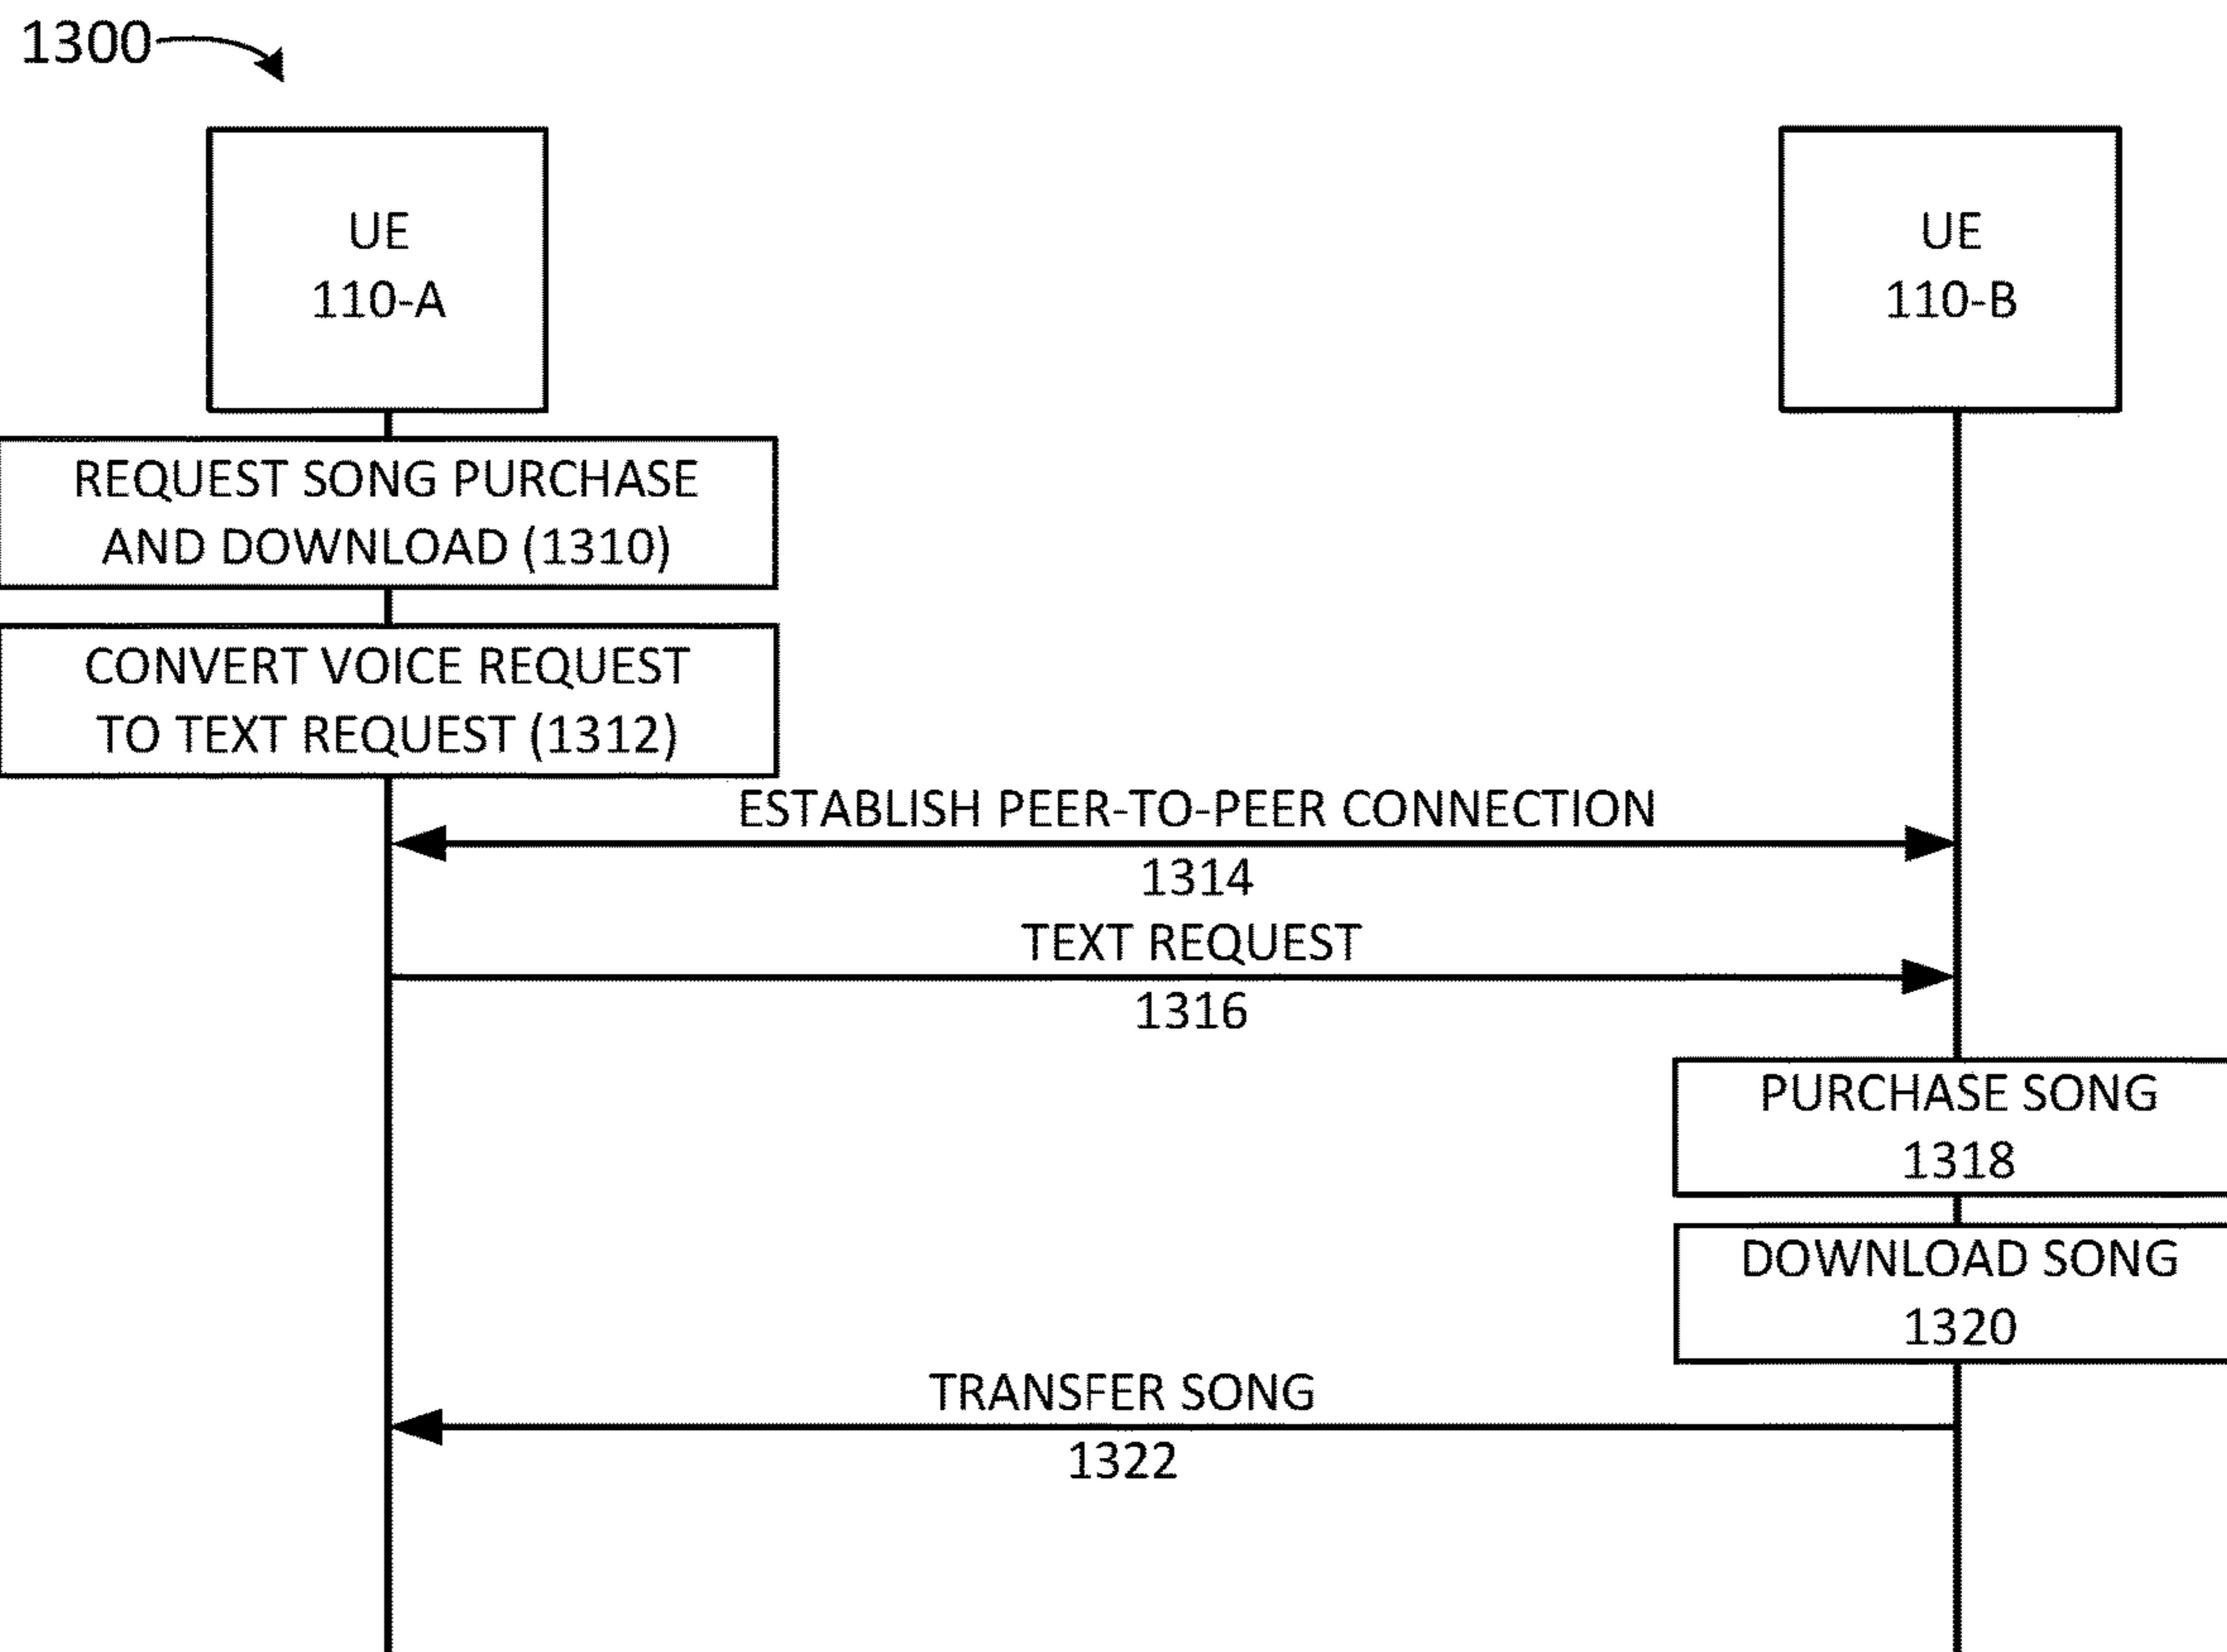 1300
UE
110-A
UE
110-B
REQUEST SONG PURCHASE
AND DOWNLOAD (1310)
CONVERT VOICE REQUEST
TO TEXT REQUEST (1312)
ESTABLISH PEER-TO-PEER CONNECTION
1314
TEXT REQUEST
1316
PURCHASE SONG
1318
DOWNLOAD SONG
1320
TRANSFER SONG
1322